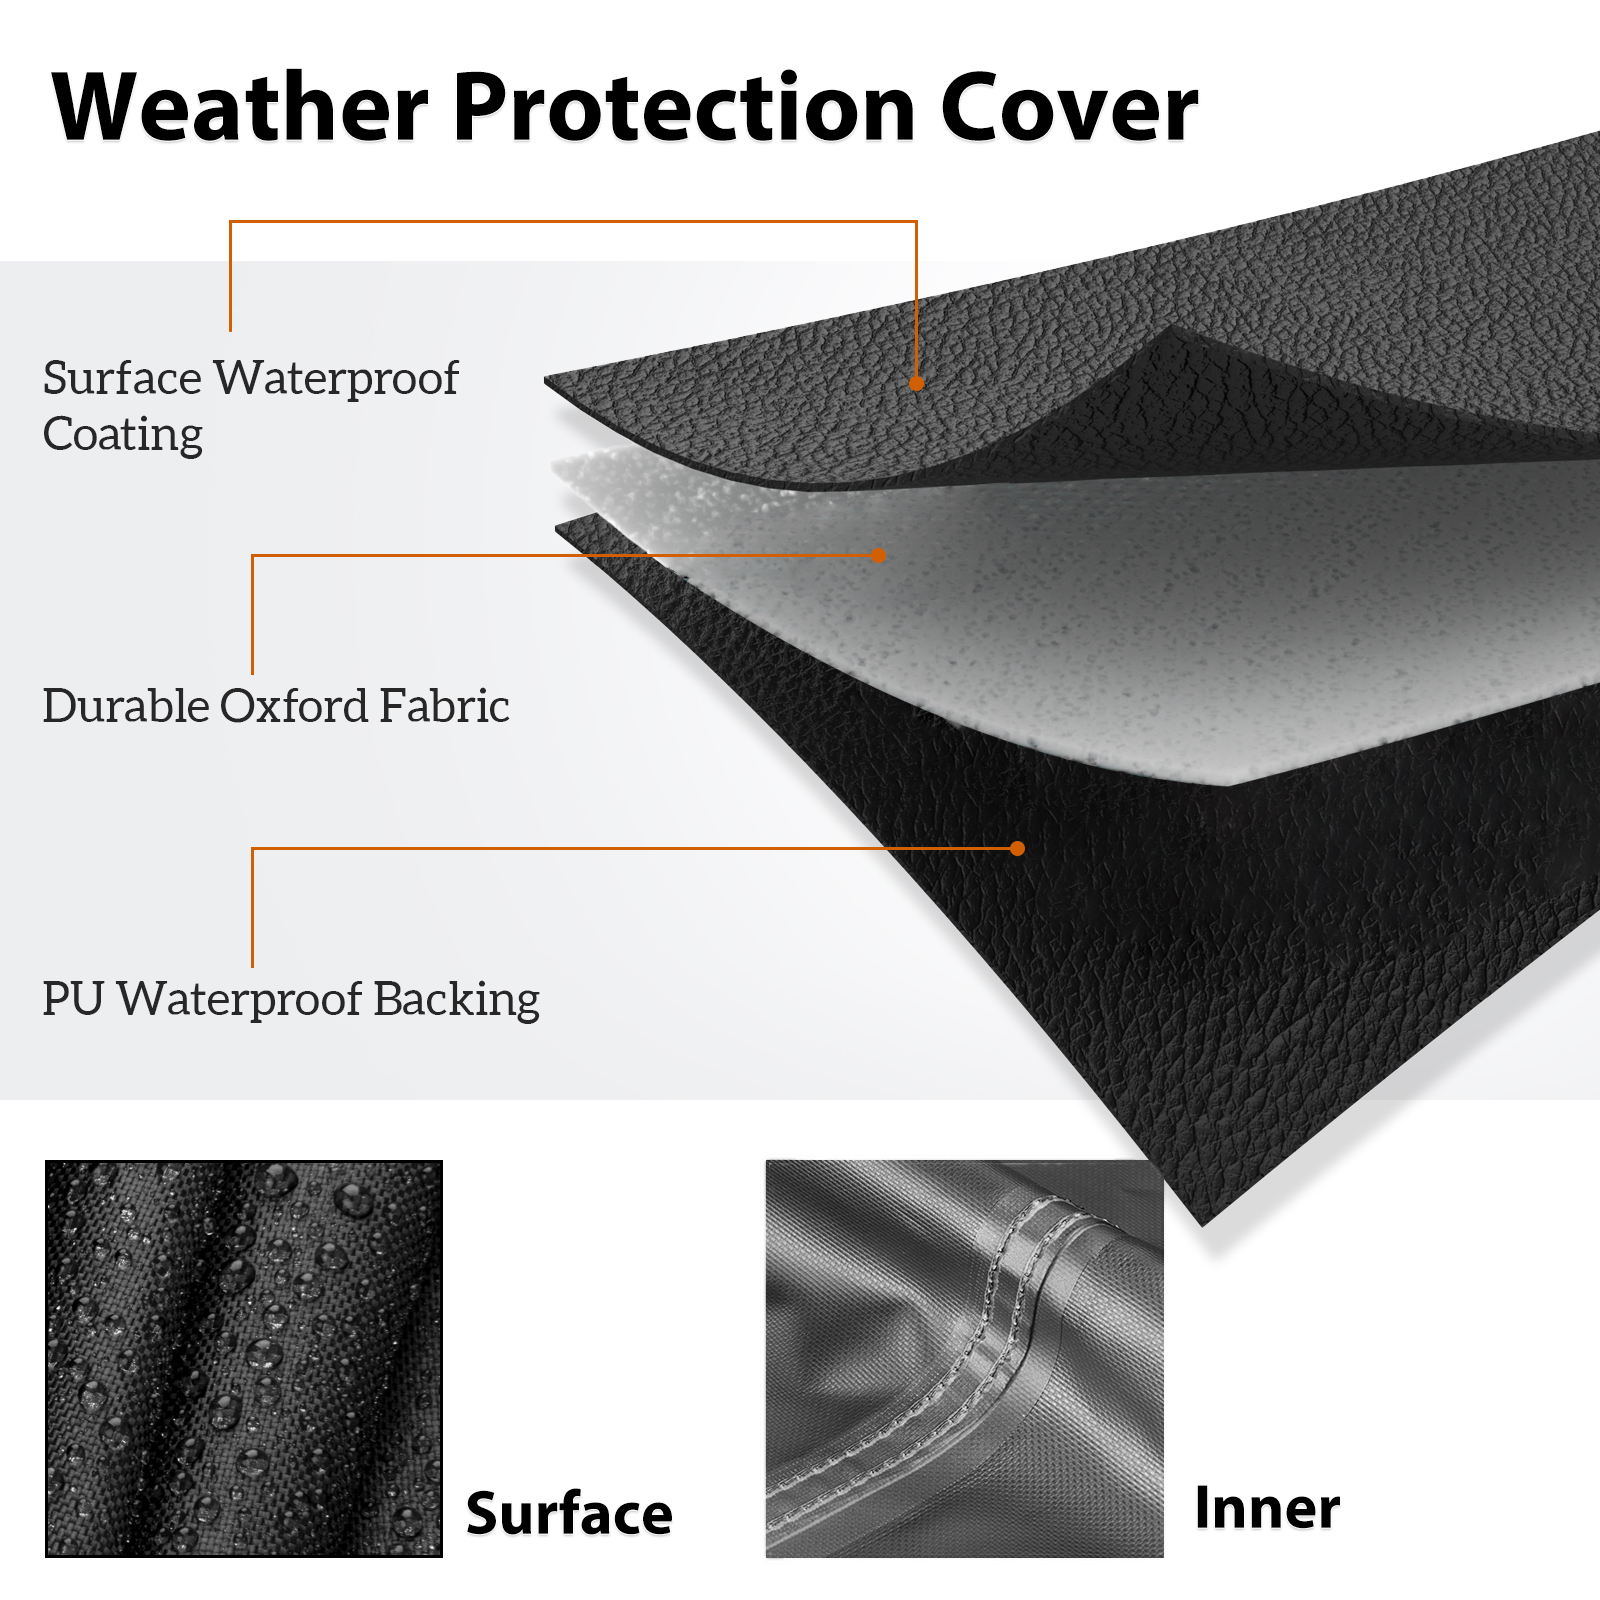 Weather Protection Cover
Surface Waterproof
Coating
Durable Oxford Fabric
PU Waterproof Backing
Surface
Inner